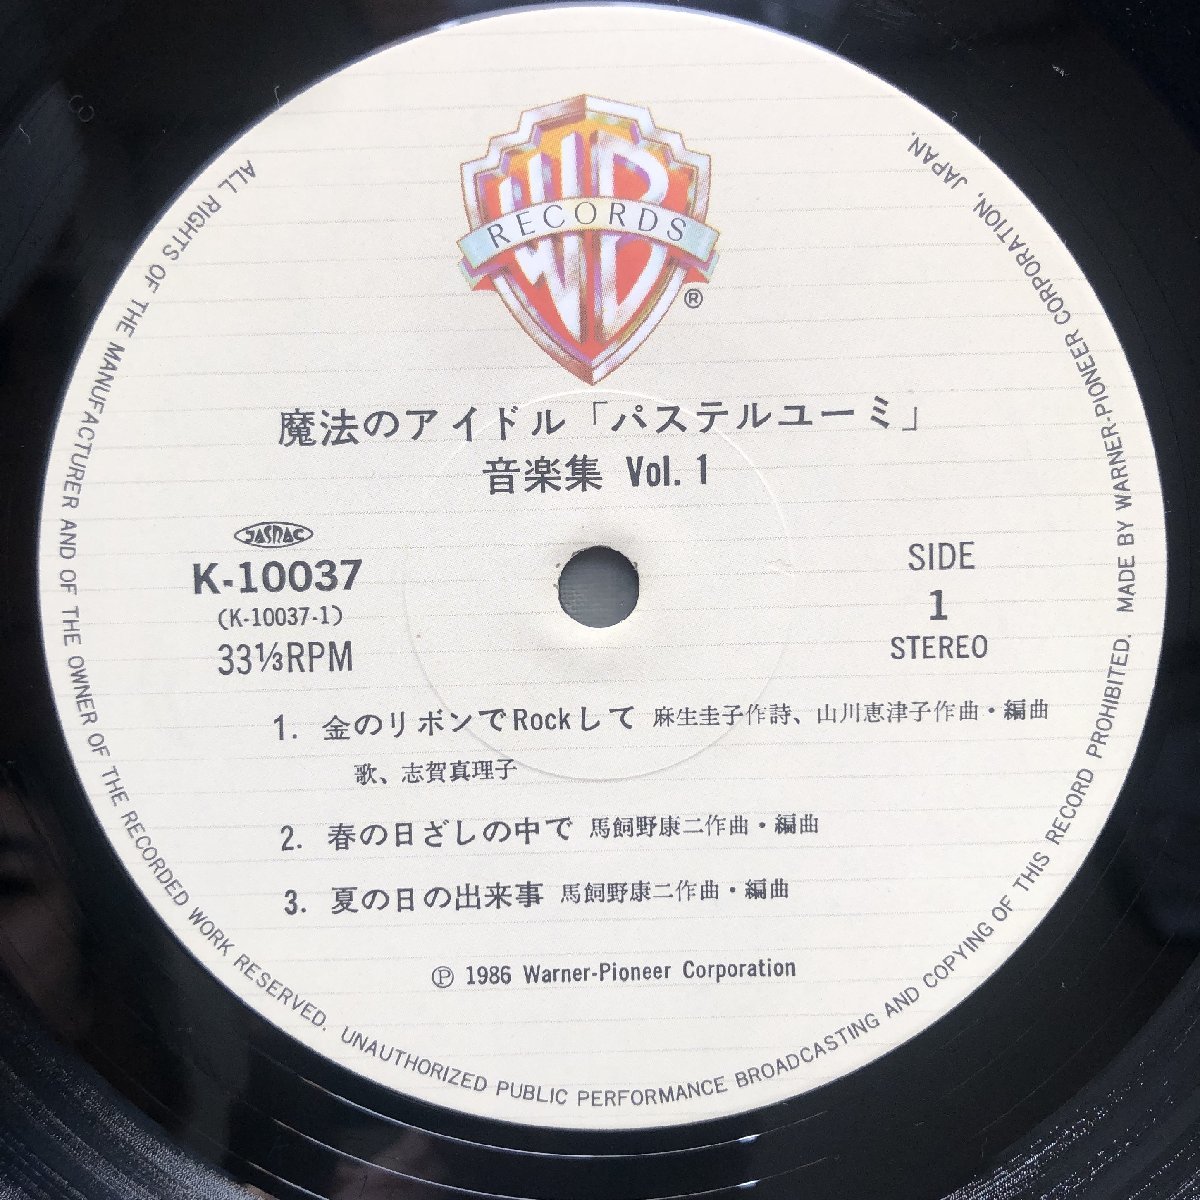 WB
RECORDS
®
魔法のアイドル「パステルユーミ」
音楽集 Vol. 1
JASRAC
K-10037
(K-10037-1)
33⅓RPM
SIDE
1
STEREO
1. 金のリボンでRockして 麻生圭子作詩、山川恵津子作曲・編曲
歌、志賀真理子
2. 春の日ざしの中で 馬飼野康二作曲・編曲
3. 夏の日の出来事 馬飼野康二作曲・編曲
Ⓟ 1986 Warner-Pioneer Corporation
ALL RIGHTS OF THE MANUFACTURER AND OF THE OWNER OF THE RECORDED WORK RESERVED. UNAUTHORIZED PUBLIC PERFORMANCE BROADCASTING AND COPYING OF THIS RECORD PROHIBITED. MADE BY WARNER-PIONEER CORPORATION, JAPAN.